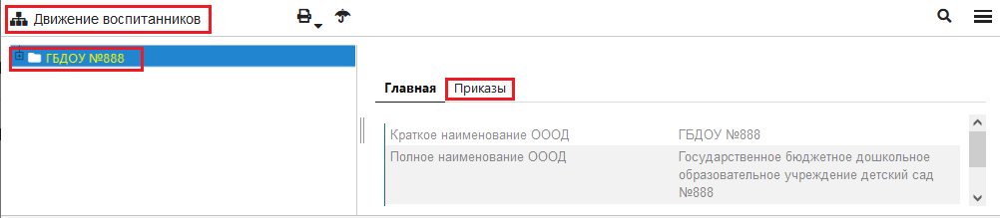 Движение воспитанников
ГБДОУ №888
Главная Приказы
Краткое наименование ОООД ГБДОУ №888
Полное наименование ОООД Государственное бюджетное дошкольное
образовательное учреждение детский сад
№888